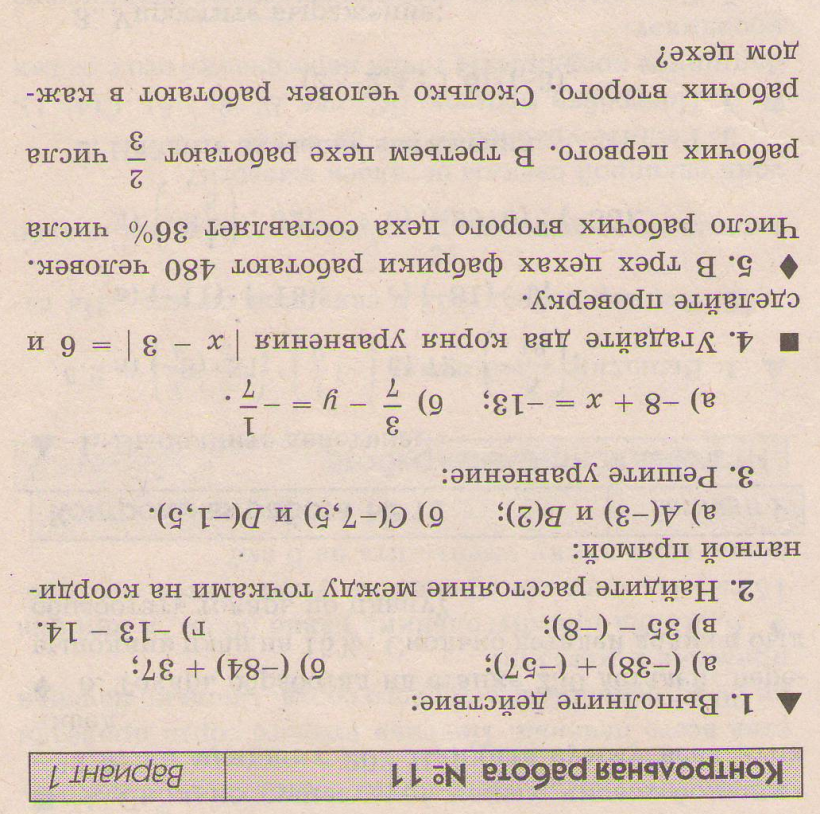 Контрольная работа № 11 Вариант 1
▲ 1. Выполните действие:
а) (−38) + (−57); б) (−84) + 37;
в) 35 − (−8); г) −13 − 14.
2. Найдите расстояние между точками на коорди-
натной прямой:
а) A(−3) и B(2); б) C(−7,5) и D(−1,5).
3. Решите уравнение:
а) −8 + x = −13; б) 3/7 − y = −1/7.
■ 4. Угадайте два корня уравнения | x − 3 | = 6 и
сделайте проверку.
♦ 5. В трех цехах фабрики работают 480 человек.
Число рабочих второго цеха составляет 36% числа
рабочих первого. В третьем цехе работают 2/3 числа
рабочих второго. Сколько человек работают в каж-
дом цехе?